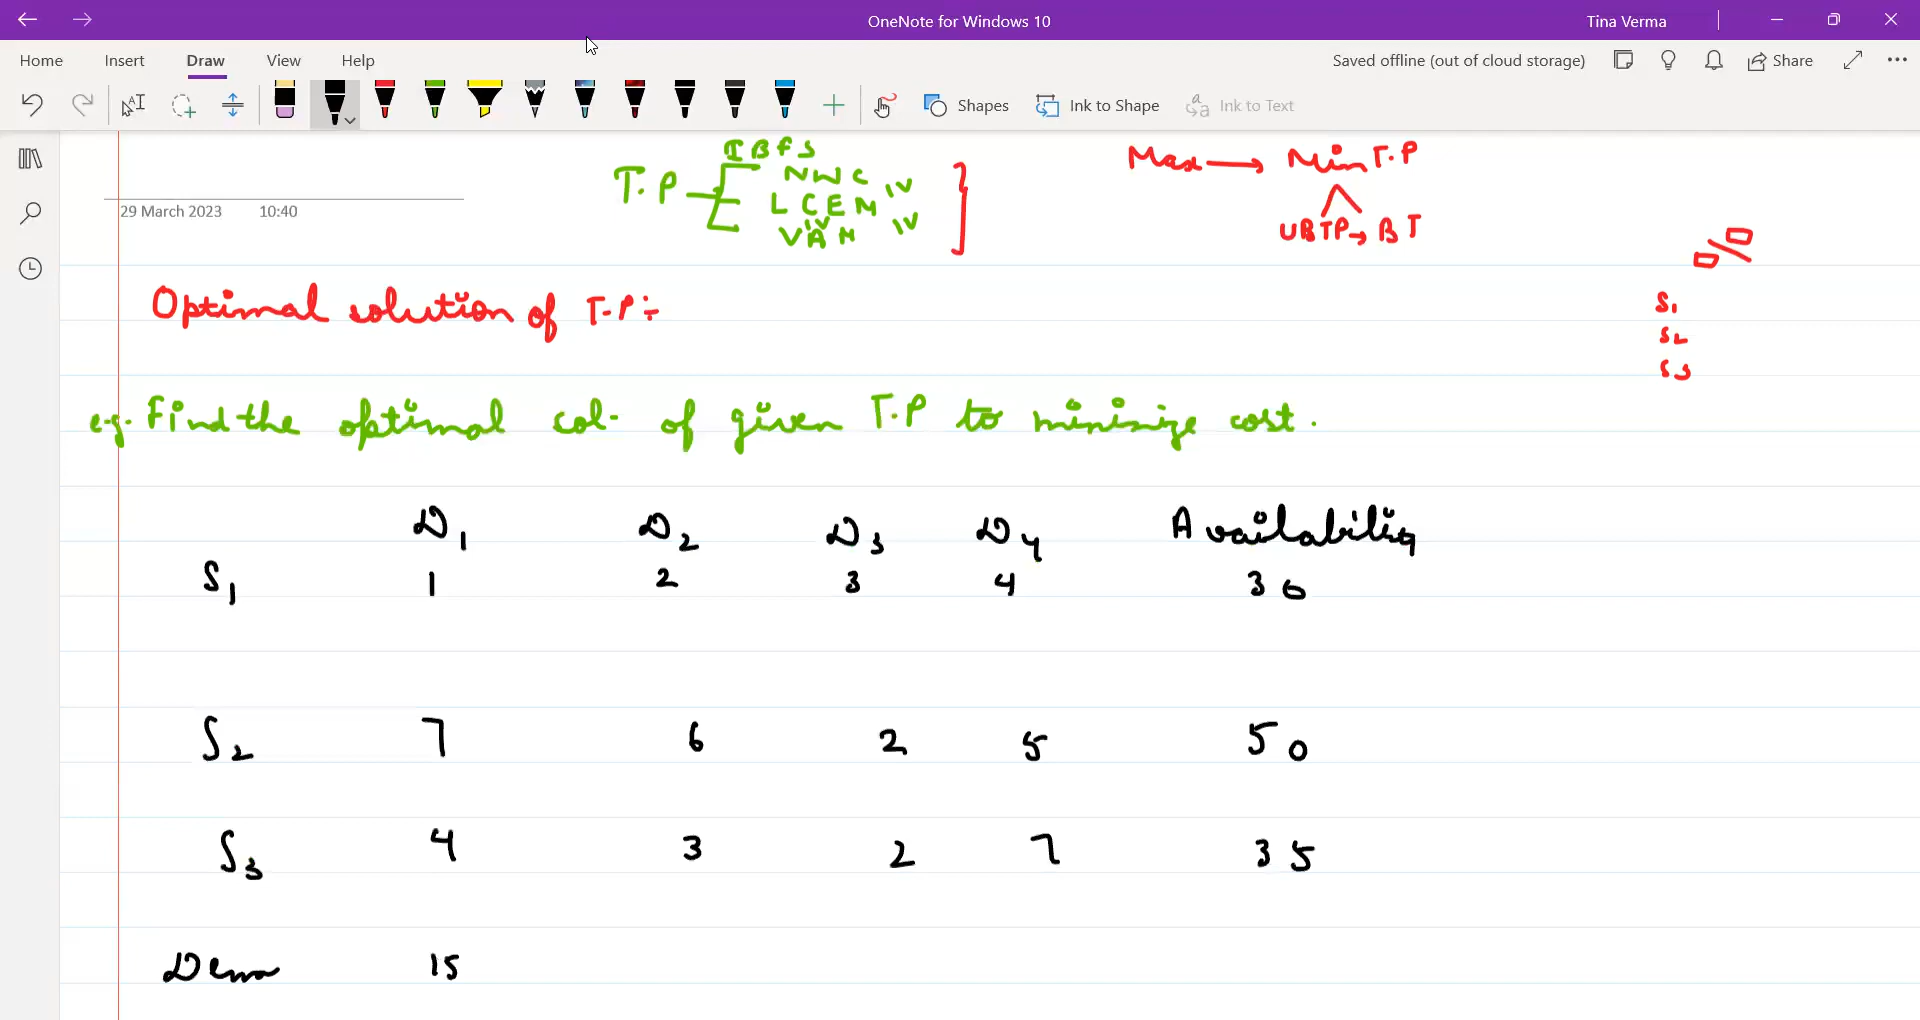 OneNote for Windows 10
Tina Verma
Home Insert Draw View Help
Saved offline (out of cloud storage)
Share
Shapes
Ink to Shape
Ink to Text
29 March 2023 10:40
IBFS
T.P
NWC
LCEM IV
VAM IV
IV
Max → Min T.P
UBTP → BT
S1
S2
S3
Optimal solution of T.P ÷
e.g. Find the optimal sol- of given T.P to minimize cost.
D1 D2 D3 D4 Availability
S1 1 2 3 4 30
S2 7 6 2 5 50
S3 4 3 2 7 35
Dema 15